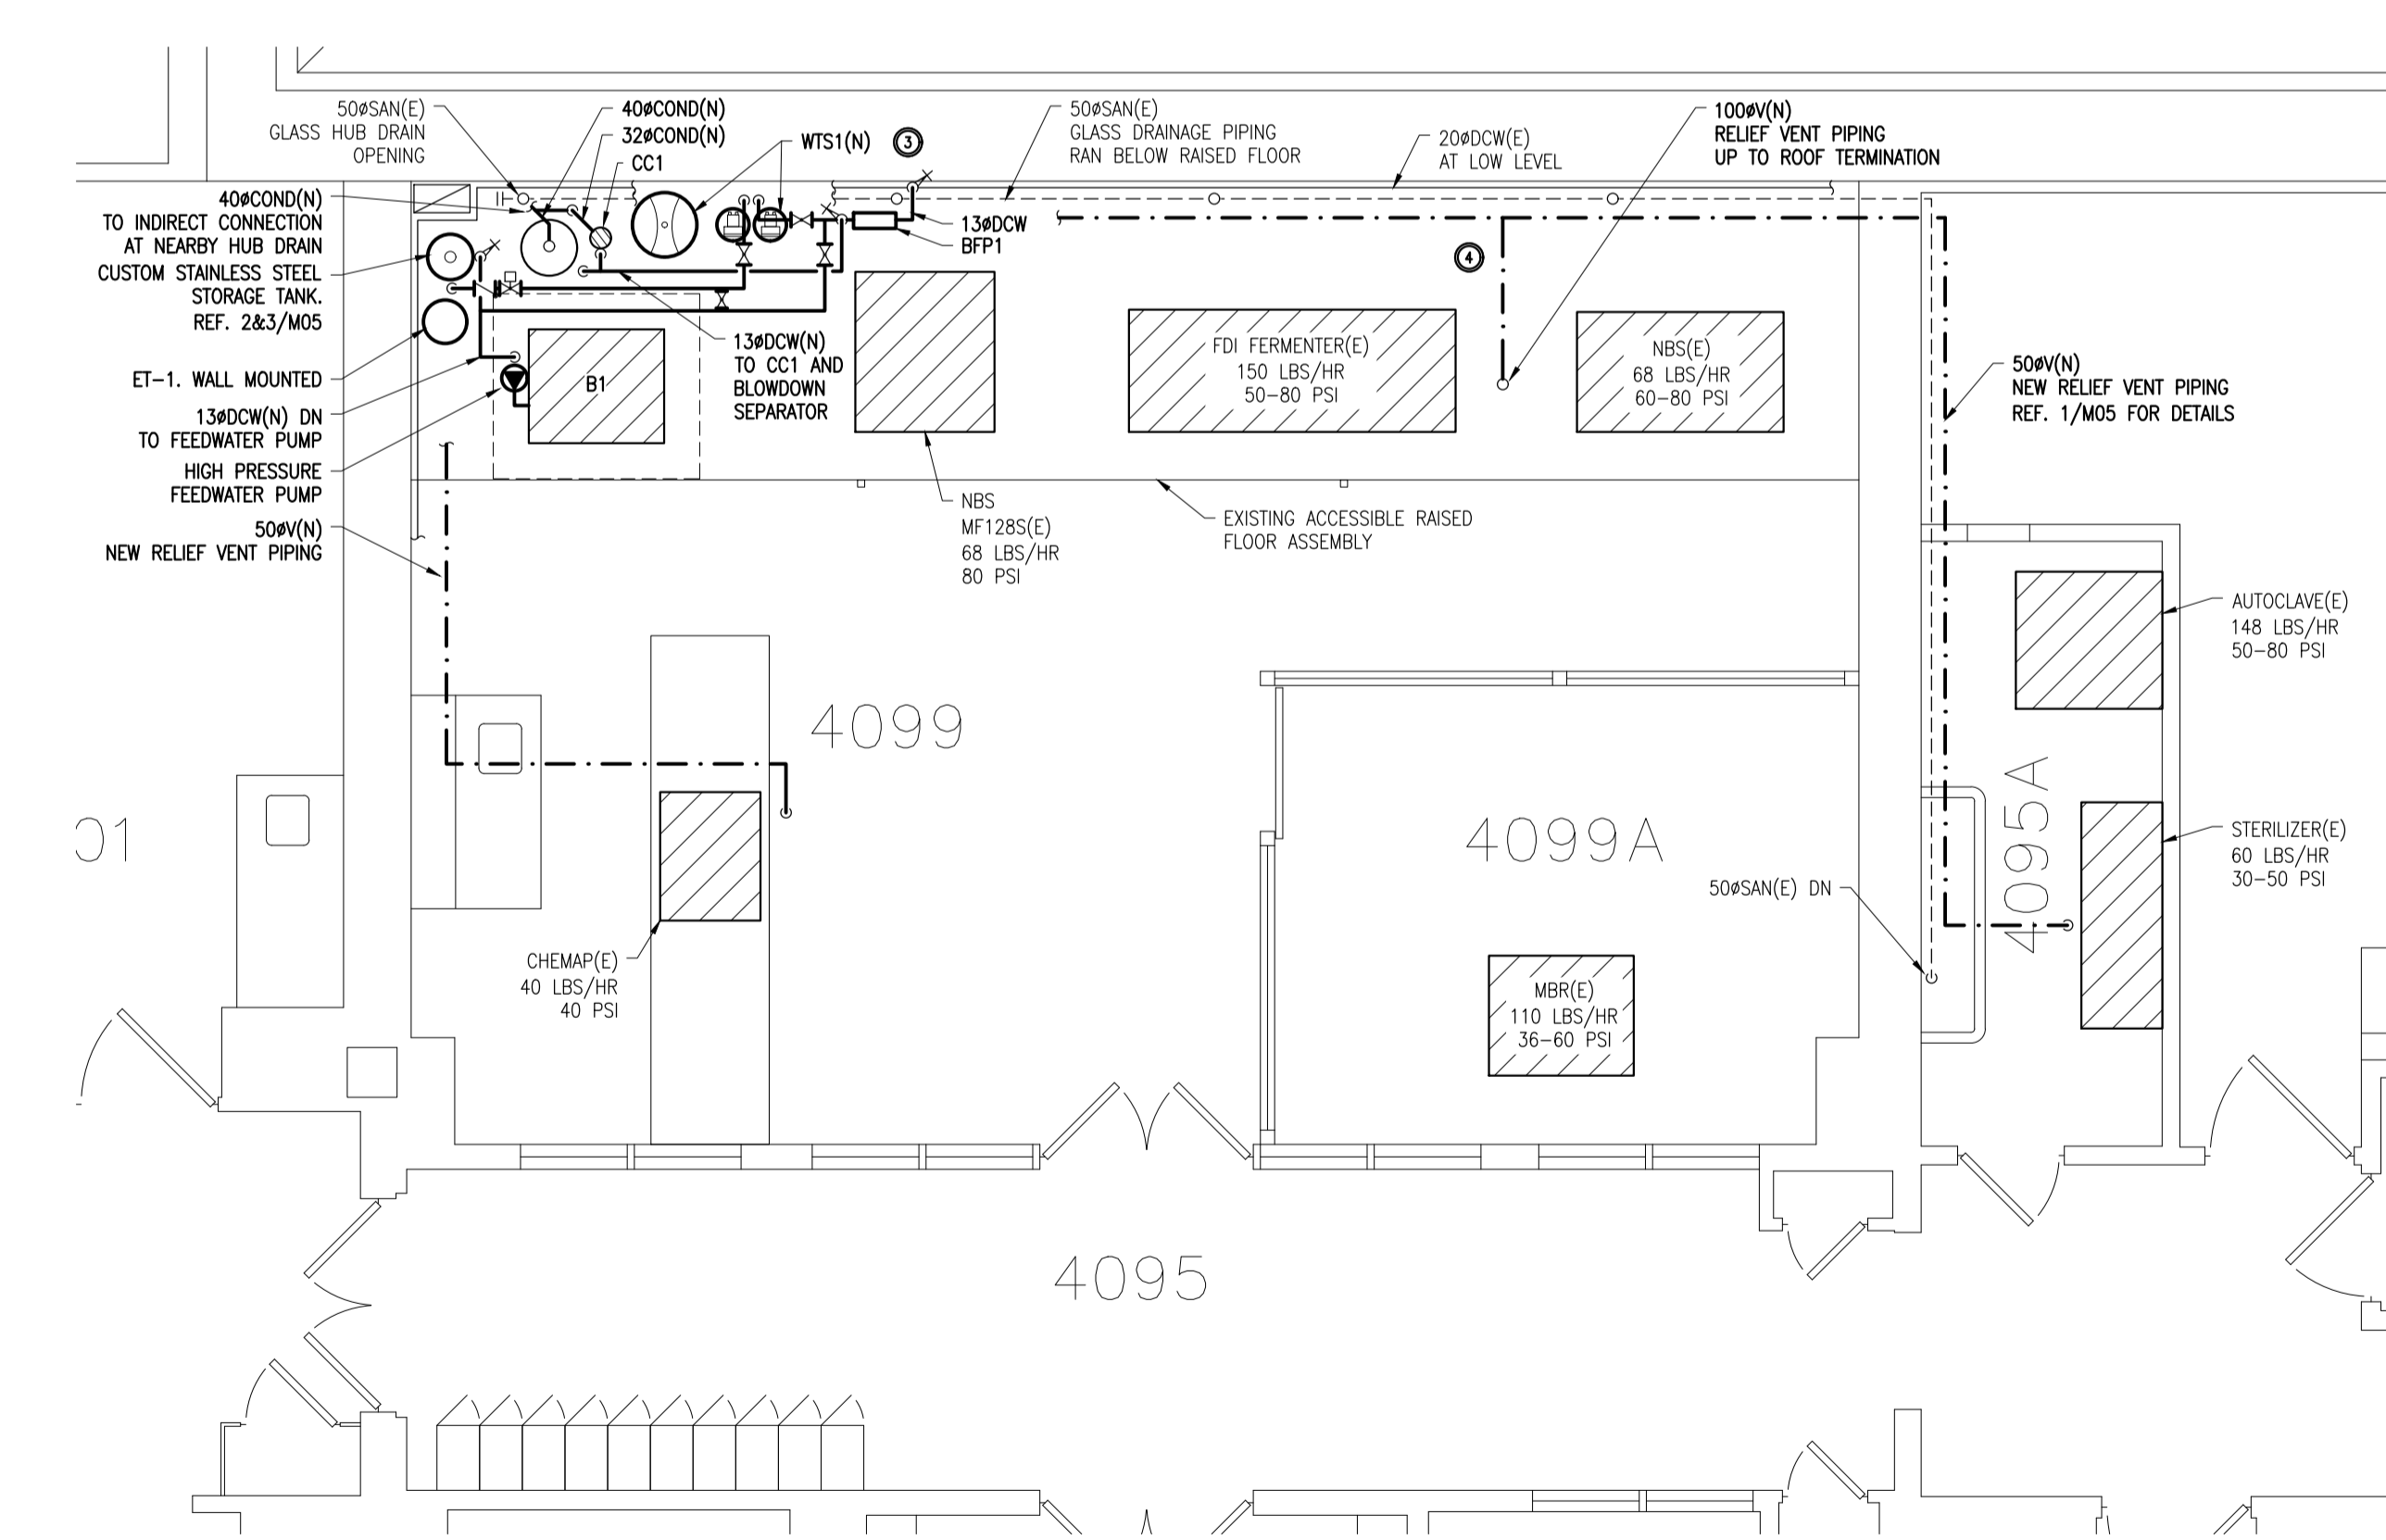 50øSAN(E)
GLASS HUB DRAIN
OPENING
40øCOND(N)
32øCOND(N)
CC1
WTS1(N)
3
50øSAN(E)
GLASS DRAINAGE PIPING
RAN BELOW RAISED FLOOR
20øDCW(E)
AT LOW LEVEL
100øV(N)
RELIEF VENT PIPING
UP TO ROOF TERMINATION
40øCOND(N)
TO INDIRECT CONNECTION
AT NEARBY HUB DRAIN
CUSTOM STAINLESS STEEL
STORAGE TANK.
REF. 2&3/M05
ET-1. WALL MOUNTED
13øDCW(N) DN
TO FEEDWATER PUMP
HIGH PRESSURE
FEEDWATER PUMP
50øV(N)
NEW RELIEF VENT PIPING
13øDCW
BFP1
4
B1
13øDCW(N)
TO CC1 AND
BLOWDOWN
SEPARATOR
FDI FERMENTER(E)
150 LBS/HR
50-80 PSI
NBS(E)
68 LBS/HR
60-80 PSI
50øV(N)
NEW RELIEF VENT PIPING
REF. 1/M05 FOR DETAILS
NBS
MF128S(E)
68 LBS/HR
80 PSI
EXISTING ACCESSIBLE RAISED
FLOOR ASSEMBLY
AUTOCLAVE(E)
148 LBS/HR
50-80 PSI
4099
01
4099A
4095A
STERILIZER(E)
60 LBS/HR
30-50 PSI
50øSAN(E) DN
CHEMAP(E)
40 LBS/HR
40 PSI
MBR(E)
110 LBS/HR
36-60 PSI
4095